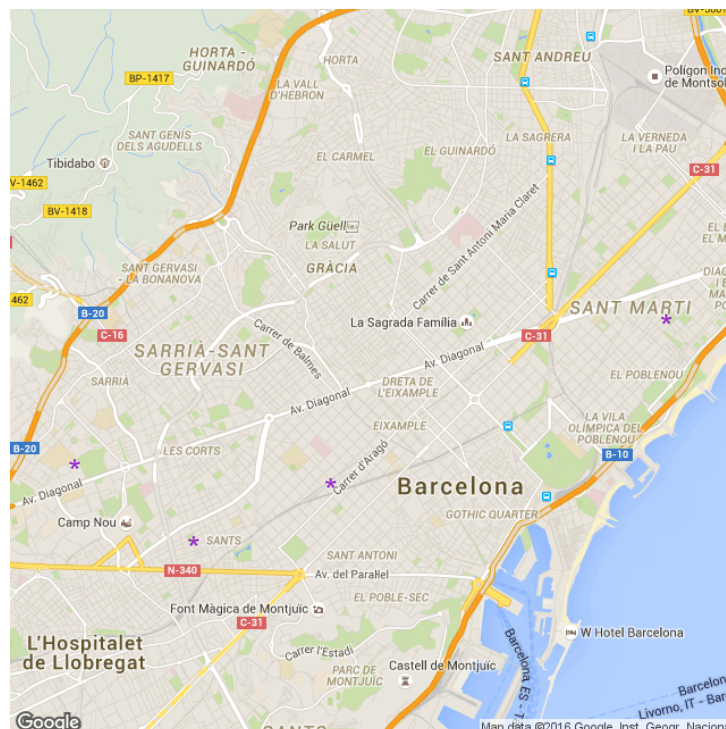 BV-5001
HORTA -
GUINARDÓ
HORTA
SANT ANDREU
BP-1417
LA VALL
D'HEBRON
Polígon Ind
de Montsol
SANT GENÍS
DELS AGUDELLS
LA SAGRERA
LA VERNEDA
I LA PAU
EL CARMEL
EL GUINARDÓ
Tibidabo
C-31
BV-1462
BV-1418
Carrer de Sant Antoni Maria Claret
Park Güell
LA SALUT
GRÀCIA
SANT GERVASI
- LA BONANOVA
DIAG
462
B-20
SANT MARTI
La Sagrada Família
C-16
C-31
Carrer de Balmes
SARRIÀ-SANT
GERVASI
Av. Diagonal
EL POBLENOU
SARRIÀ
DRETA DE
L'EIXAMPLE
Av. Diagonal
LA VILA
OLÍMPICA DEL
POBLENOU
EIXAMPLE
B-20
LES CORTS
B-10
Carrer d'Aragó
Av. Diagonal
Barcelona
GOTHIC QUARTER
Camp Nou
SANTS
SANT ANTONI
N-340
Av. del Paral·lel
EL POBLE-SEC
Font Màgica de Montjuïc
C-31
W Hotel Barcelona
L'Hospitalet
de Llobregat
Carrer l'Estadi
PARC DE
MONTJUÏC
Castell de Montjuïc
Barcelona, ES - T
Barcelon
Livorno, IT - Bar
SANTS
Google
Map data ©2016 Google, Inst. Geogr. Nacion